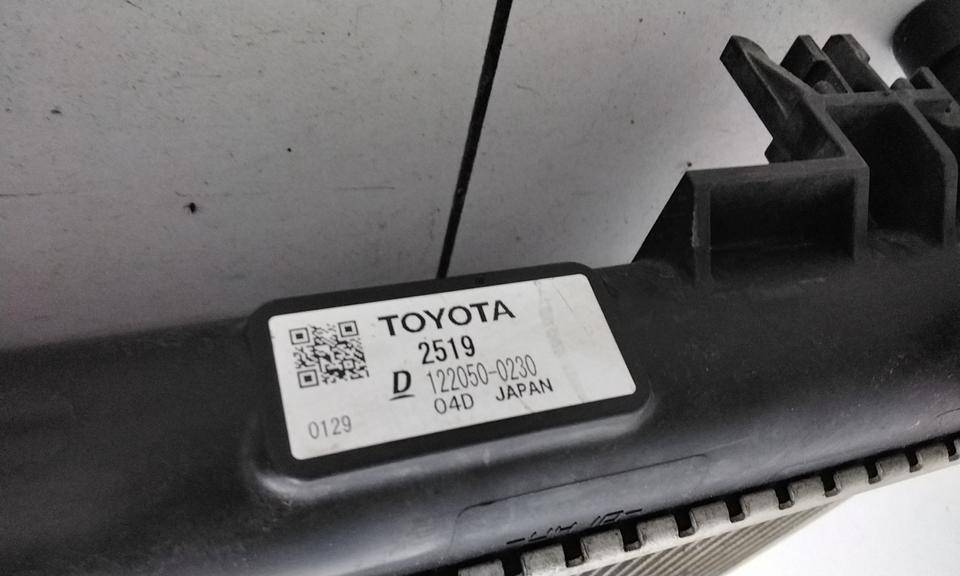 TOYOTA
2519
D 122050-0230
04D JAPAN
0129